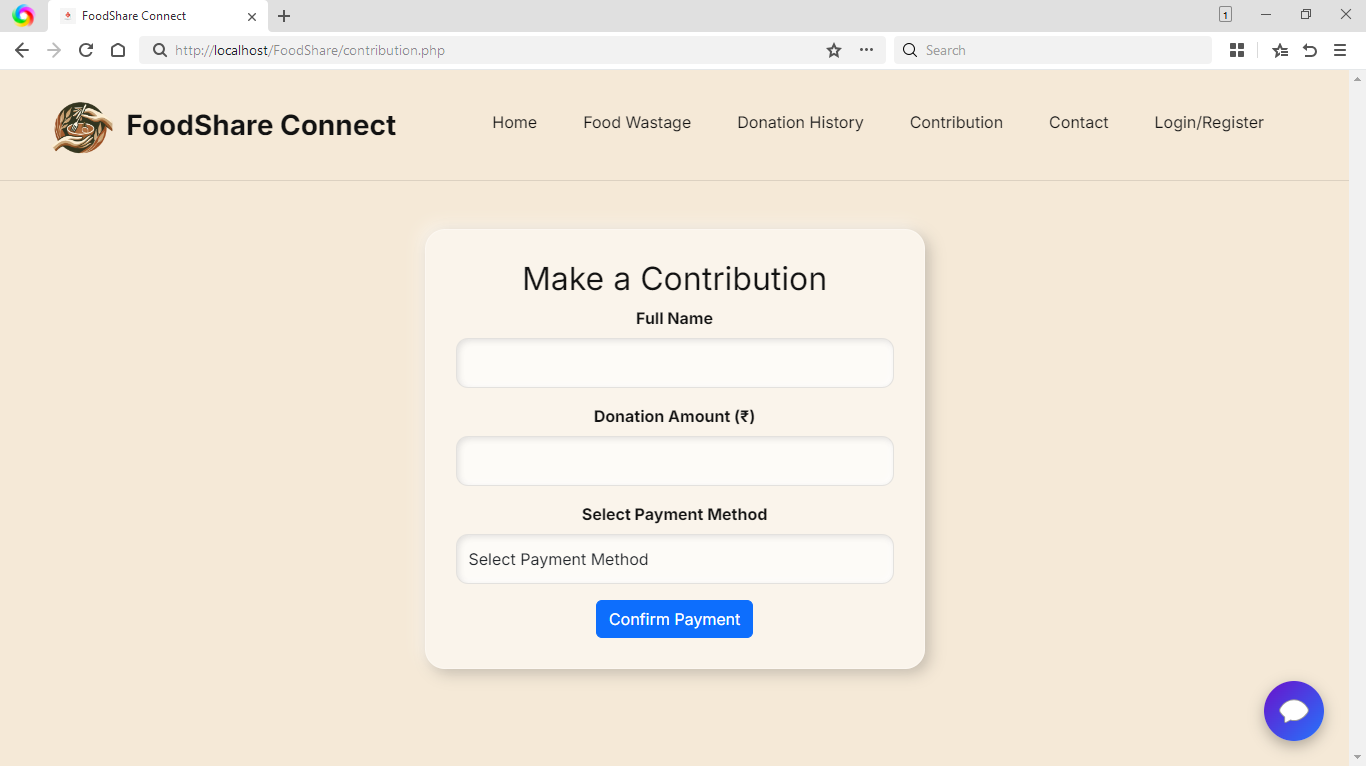 FoodShare Connect
1
http://localhost/FoodShare/contribution.php
Search
FoodShare Connect
Home Food Wastage Donation History Contribution Contact Login/Register
Make a Contribution
Full Name
Donation Amount (₹)
Select Payment Method
Select Payment Method
Confirm Payment